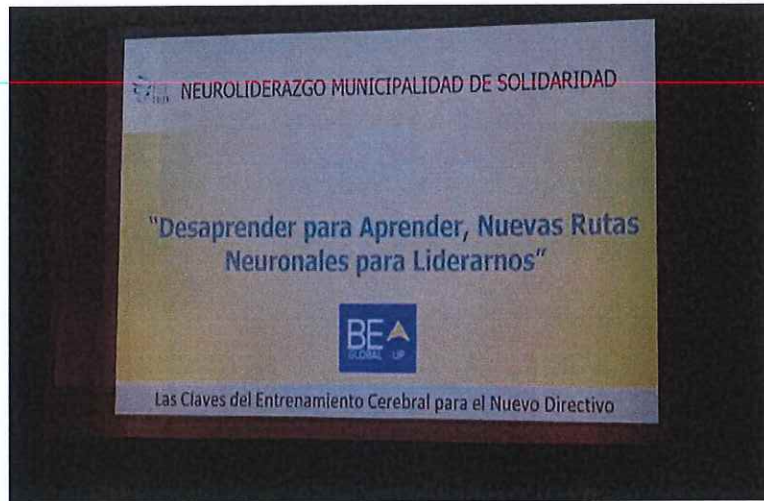 NEUROLIDERAZGO MUNICIPALIDAD DE SOLIDARIDAD
"Desaprender para Aprender, Nuevas Rutas
Neuronales para Liderarnos"
BE
GLOBAL UP
Las Claves del Entrenamiento Cerebral para el Nuevo Directivo